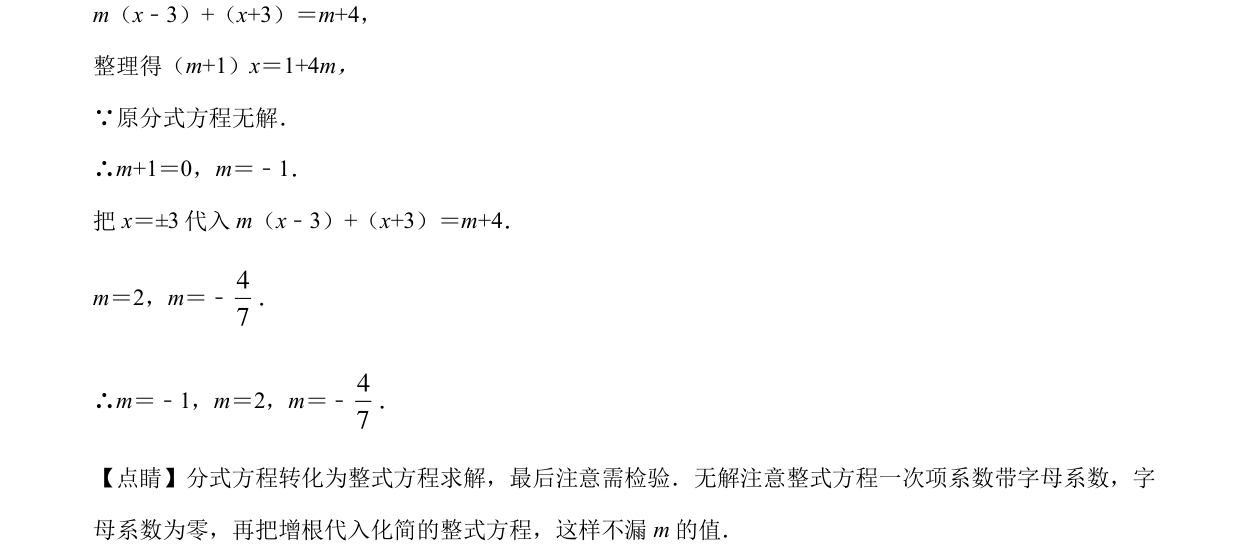 m（x﹣3）+（x+3）＝m+4，
整理得（m+1）x＝1+4m，
∵原分式方程无解．
∴m+1＝0，m＝﹣1．
把 x＝±3 代入 m（x﹣3）+（x+3）＝m+4．
m＝2，m＝﹣4/7．
∴m＝﹣1，m＝2，m＝﹣4/7．
【点睛】分式方程转化为整式方程求解，最后注意需检验．无解注意整式方程一次项系数带字母系数，字
母系数为零，再把增根代入化简的整式方程，这样不漏 m 的值．